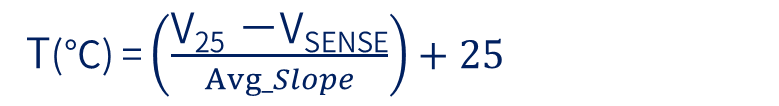 T(°C) = (V25 −VSENSE / Avg_Slope) + 25